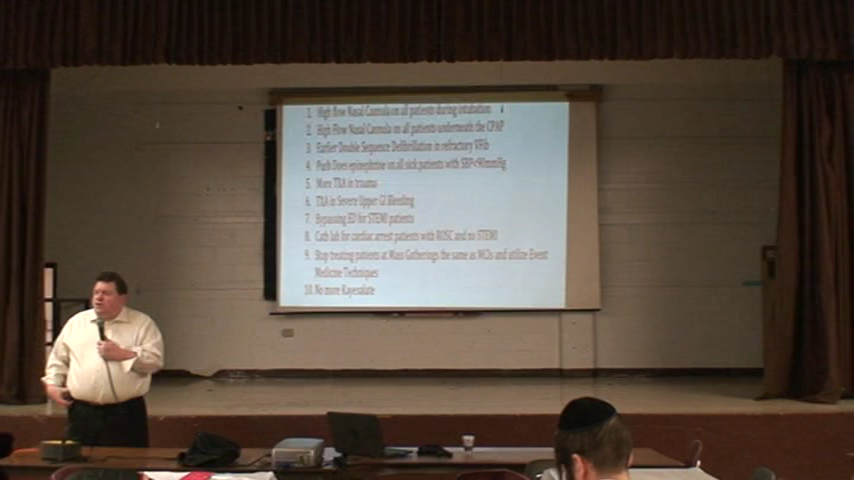 1. High flow Nasal Cannula on all patients during intubation
2. High Flow Nasal Cannula on all patients underneath the CPAP
3. Earlier Double Sequence Defibrillation in refractory VFib
4. Push Does epinephrine on all sick patients with SBP<90mmHg
5. More TXA in trauma
6. TXA in Severe Upper GI Bleeding
7. Bypassing ED for STEMI patients
8. Cath lab for cardiac arrest patients with ROSC and no STEMI
9. Stop treating patients at Mass Gatherings the same as MCIs and utilize Event
Medicine Techniques
10. No more Kayexalate